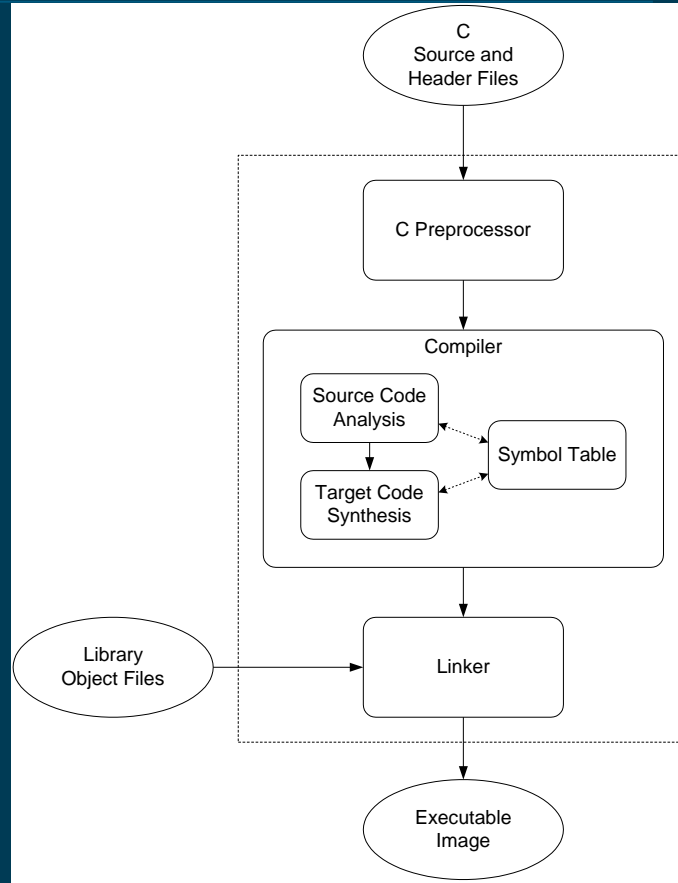 C
Source and
Header Files
C Preprocessor
Compiler
Source Code
Analysis
Symbol Table
Target Code
Synthesis
Library
Object Files
Linker
Executable
Image